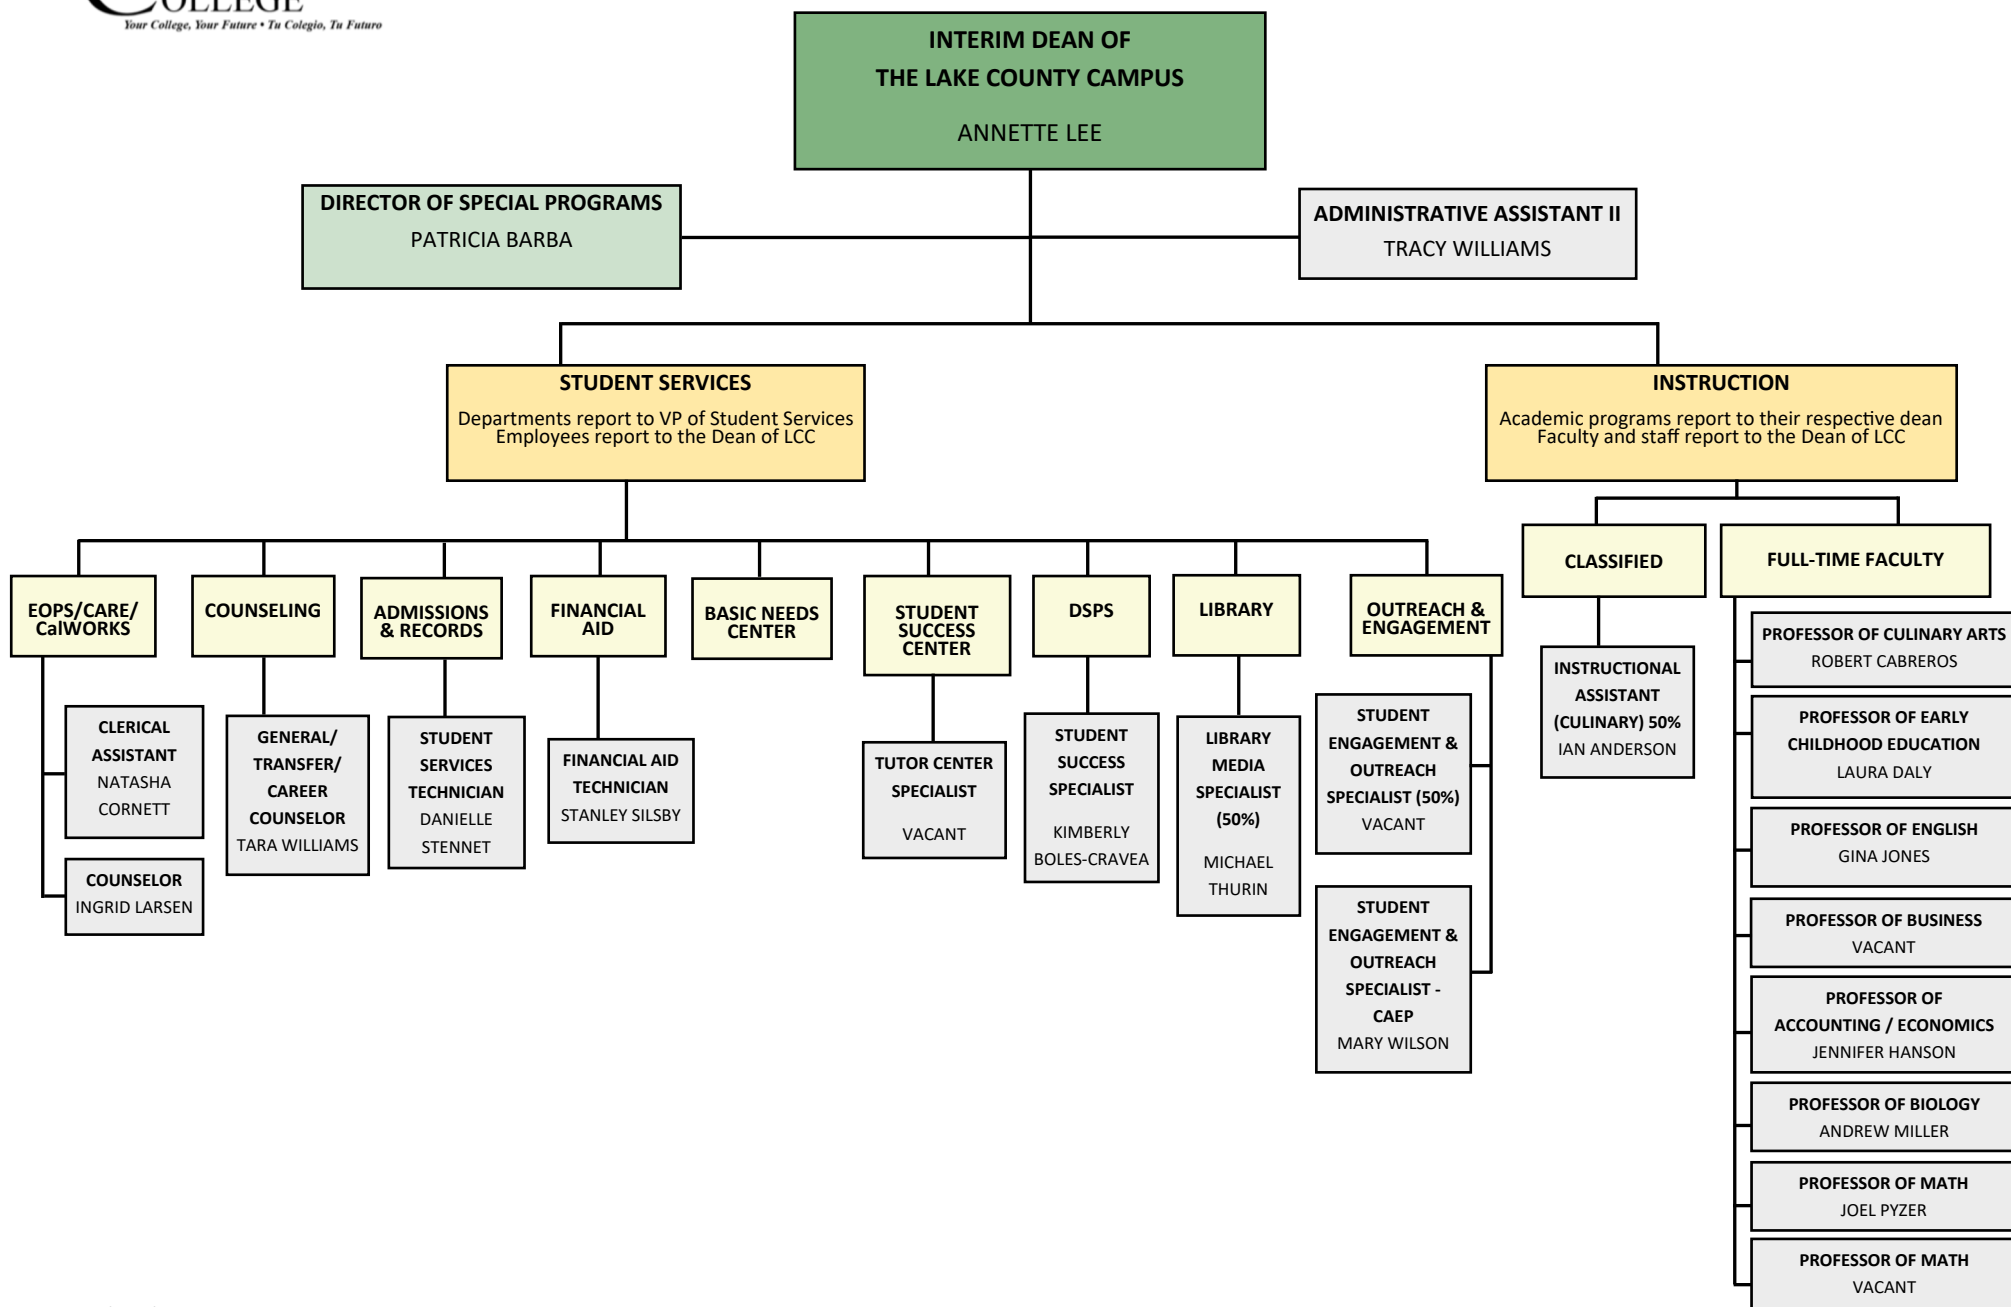 COLLEGE
Your College, Your Future • Tu Colegio, Tu Futuro
INTERIM DEAN OF
THE LAKE COUNTY CAMPUS
ANNETTE LEE
DIRECTOR OF SPECIAL PROGRAMS
PATRICIA BARBA
ADMINISTRATIVE ASSISTANT II
TRACY WILLIAMS
STUDENT SERVICES
Departments report to VP of Student Services
Employees report to the Dean of LCC
INSTRUCTION
Academic programs report to their respective dean
Faculty and staff report to the Dean of LCC
EOPS/CARE/
CalWORKS
COUNSELING
ADMISSIONS
& RECORDS
FINANCIAL
AID
BASIC NEEDS
CENTER
STUDENT
SUCCESS
CENTER
DSPS
LIBRARY
OUTREACH &
ENGAGEMENT
CLASSIFIED
FULL-TIME FACULTY
CLERICAL
ASSISTANT
NATASHA
CORNETT
COUNSELOR
INGRID LARSEN
GENERAL/
TRANSFER/
CAREER
COUNSELOR
TARA WILLIAMS
STUDENT
SERVICES
TECHNICIAN
DANIELLE
STENNET
FINANCIAL AID
TECHNICIAN
STANLEY SILSBY
TUTOR CENTER
SPECIALIST
VACANT
STUDENT
SUCCESS
SPECIALIST
KIMBERLY
BOLES-CRAVEA
LIBRARY
MEDIA
SPECIALIST
(50%)
MICHAEL
THURIN
STUDENT
ENGAGEMENT &
OUTREACH
SPECIALIST (50%)
VACANT
STUDENT
ENGAGEMENT &
OUTREACH
SPECIALIST -
CAEP
MARY WILSON
INSTRUCTIONAL
ASSISTANT
(CULINARY) 50%
IAN ANDERSON
PROFESSOR OF CULINARY ARTS
ROBERT CABREROS
PROFESSOR OF EARLY
CHILDHOOD EDUCATION
LAURA DALY
PROFESSOR OF ENGLISH
GINA JONES
PROFESSOR OF BUSINESS
VACANT
PROFESSOR OF
ACCOUNTING / ECONOMICS
JENNIFER HANSON
PROFESSOR OF BIOLOGY
ANDREW MILLER
PROFESSOR OF MATH
JOEL PYZER
PROFESSOR OF MATH
VACANT